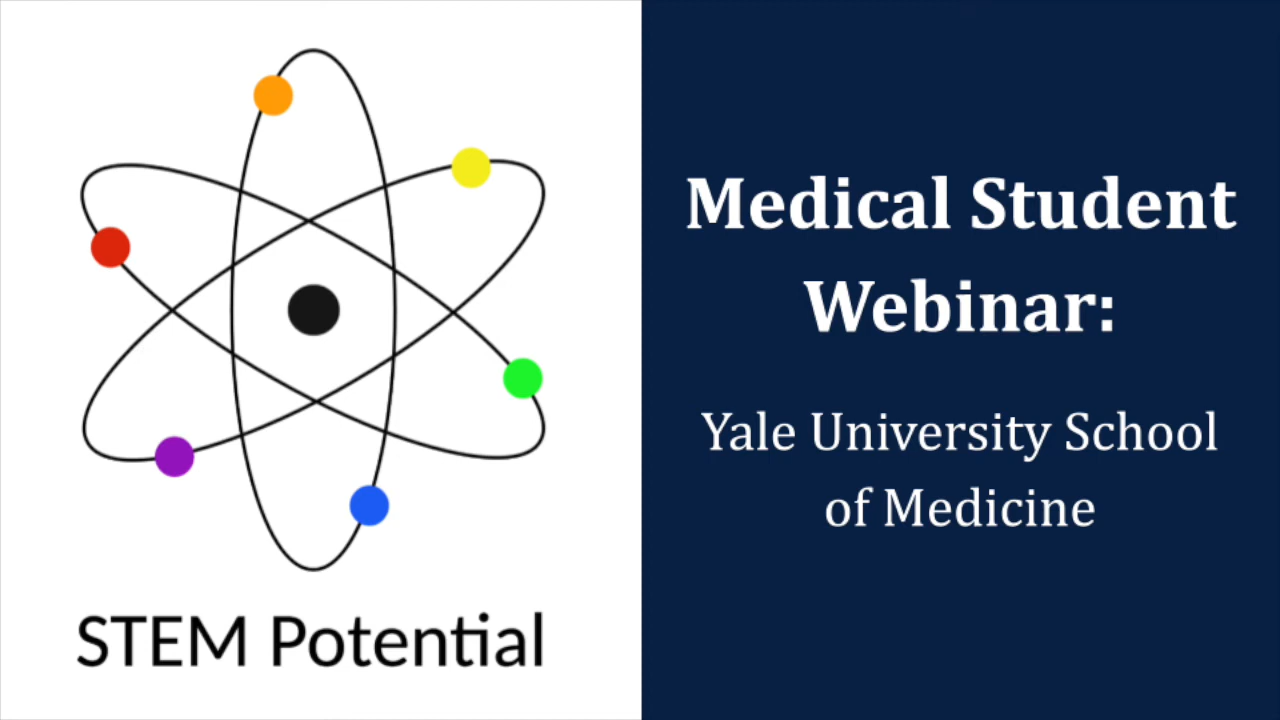 STEM Potential
Medical Student
Webinar:
Yale University School
of Medicine